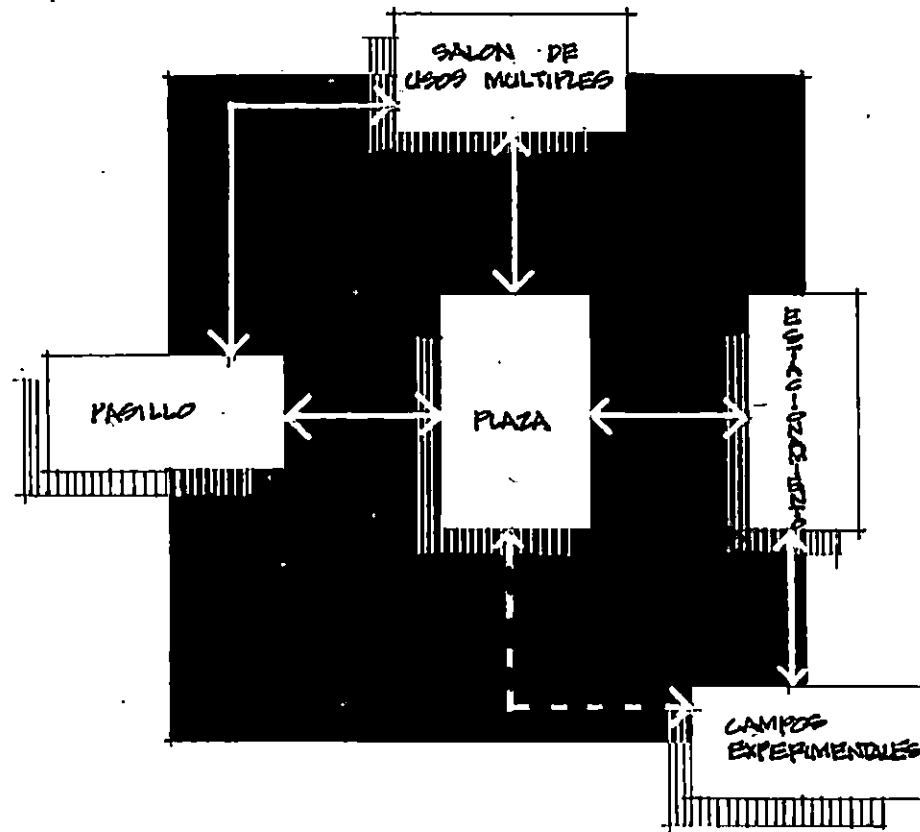 SALON DE
USOS MULTIPLES
PASILLO
PLAZA
ESTACIONAMIENTO
CAMPOS
EXPERIMENTALES